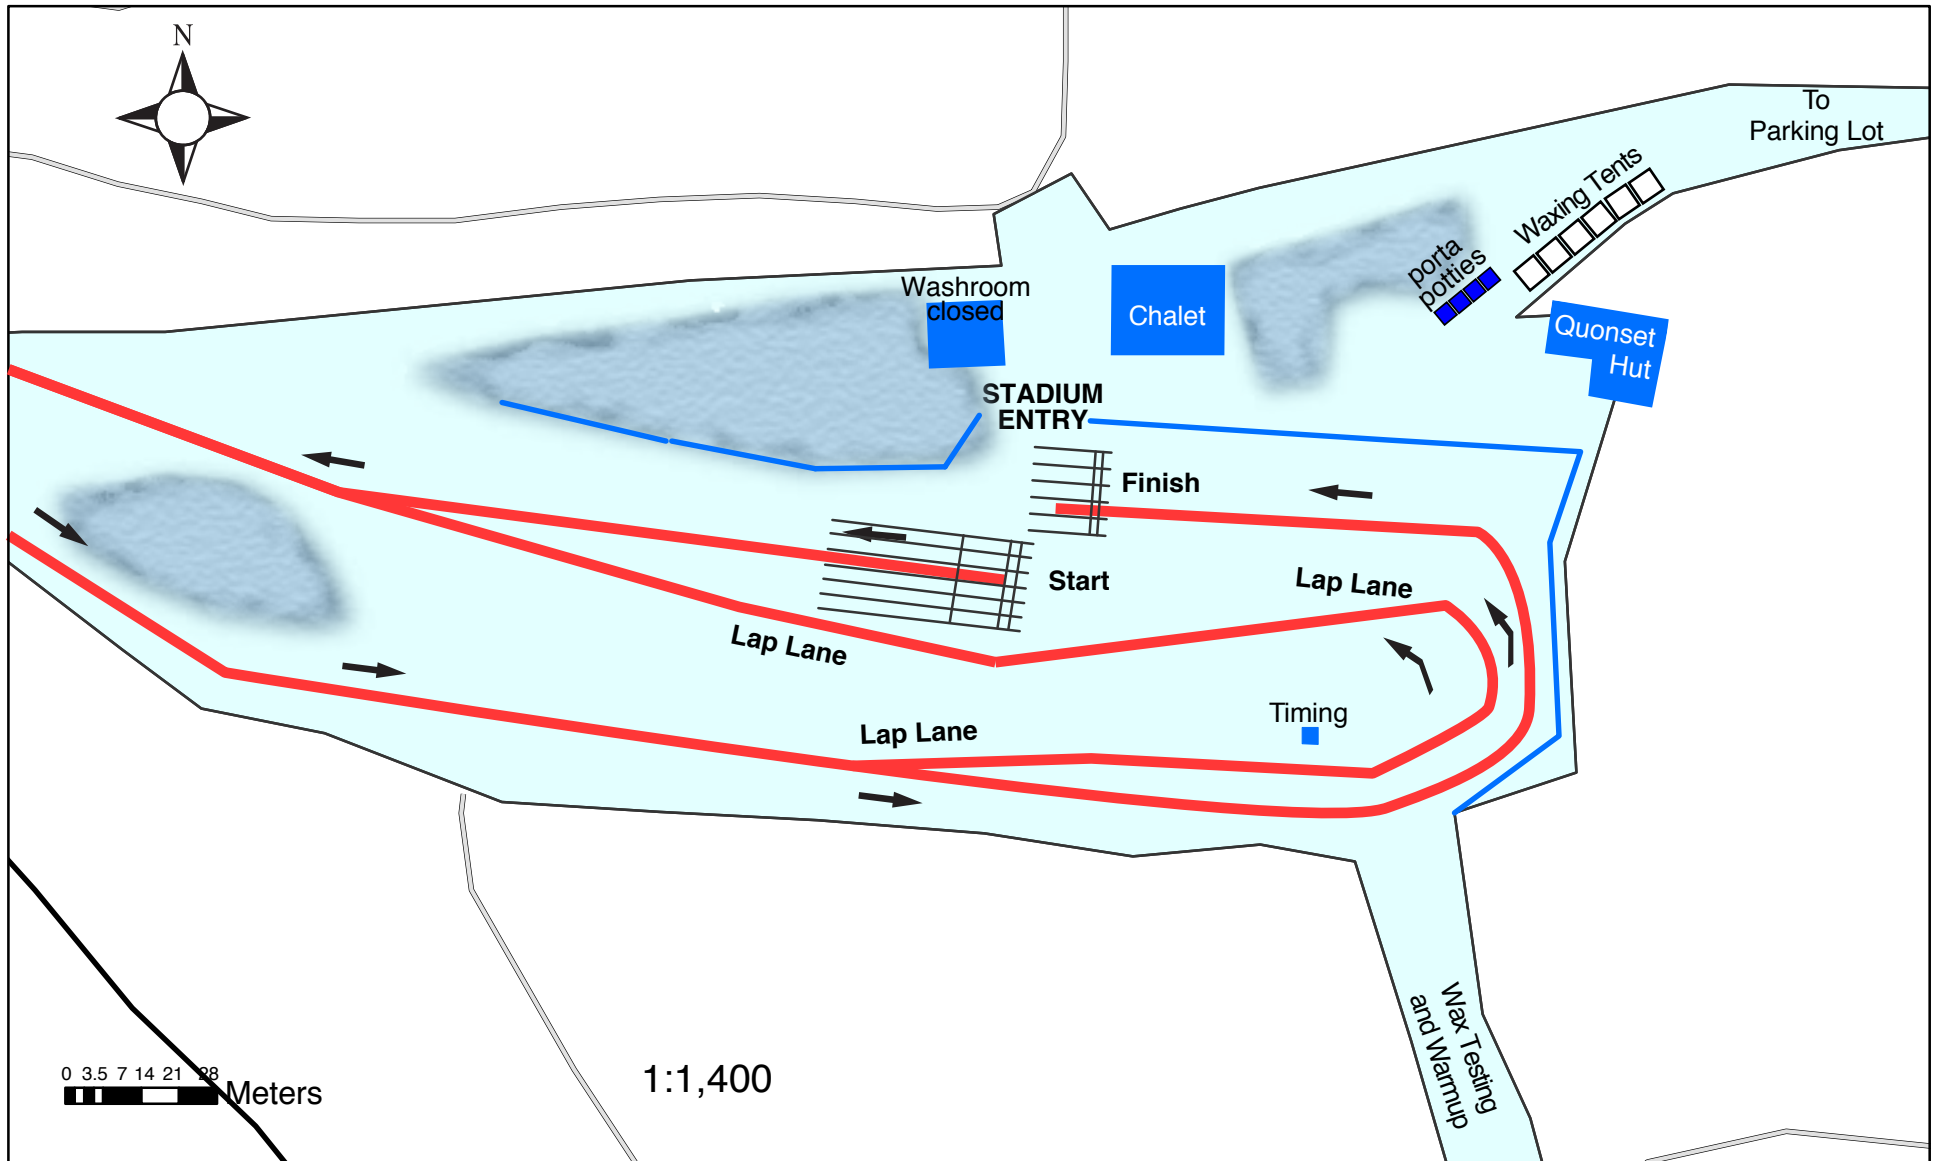 N
To
Parking Lot
Waxing Tents
porta
potties
Washroom
closed
Chalet
Quonset
Hut
STADIUM
ENTRY
Finish
Start
Lap Lane
Lap Lane
Timing
Lap Lane
Wax Testing
and Warmup
0 3.5 7 14 21 28
Meters
1:1,400